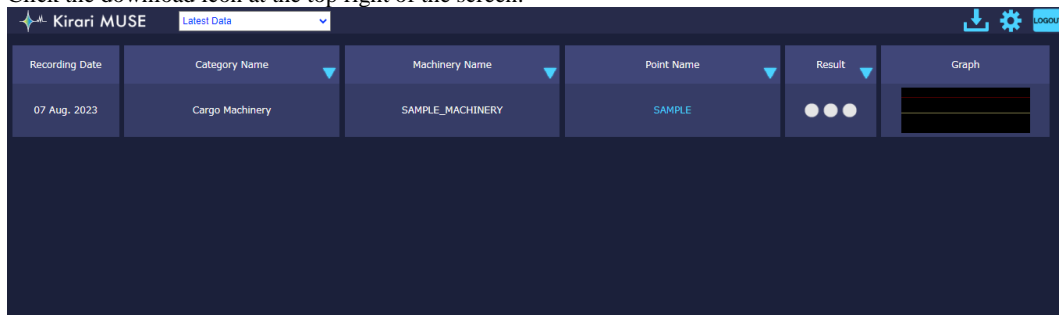 Click the download icon at the top right of the screen.
Kirari MUSE
Latest Data
LOGOU
Recording Date Category Name Machinery Name Point Name Result Graph
07 Aug. 2023 Cargo Machinery SAMPLE_MACHINERY SAMPLE